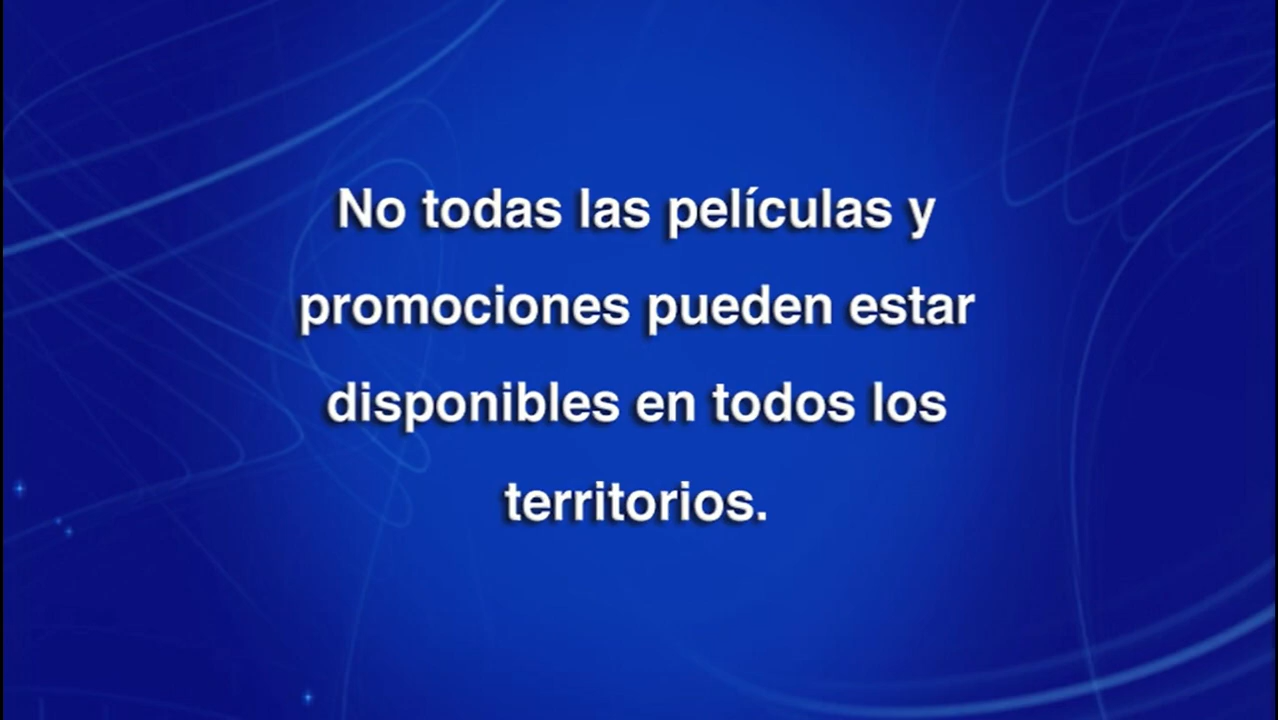 No todas las películas y
promociones pueden estar
disponibles en todos los
territorios.